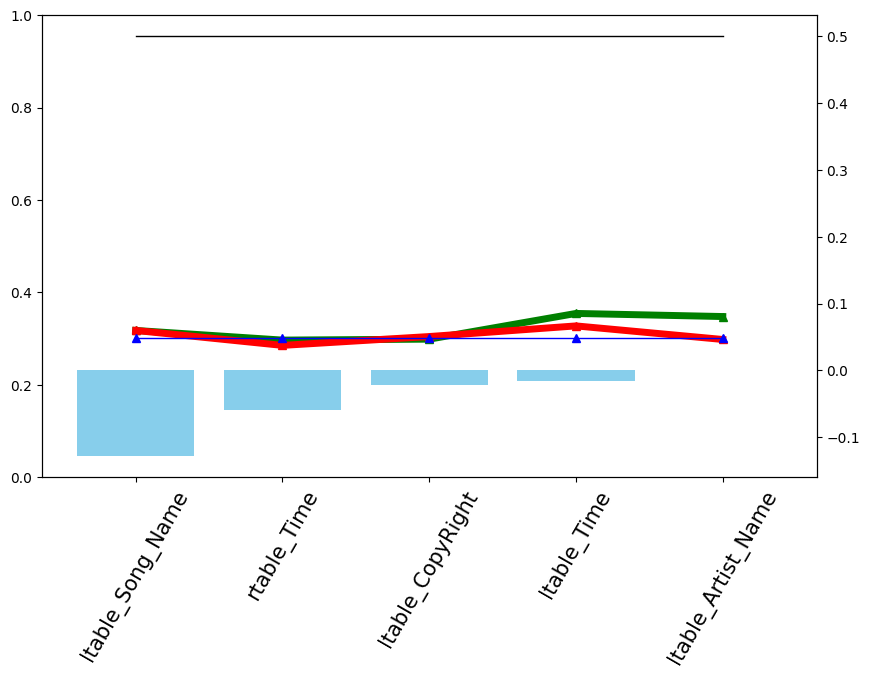 1.0
0.8
0.6
0.4
0.2
0.0
0.5
0.4
0.3
0.2
0.1
0.0
−0.1
ltable_Song_Name
rtable_Time
ltable_CopyRight
ltable_Time
ltable_Artist_Name